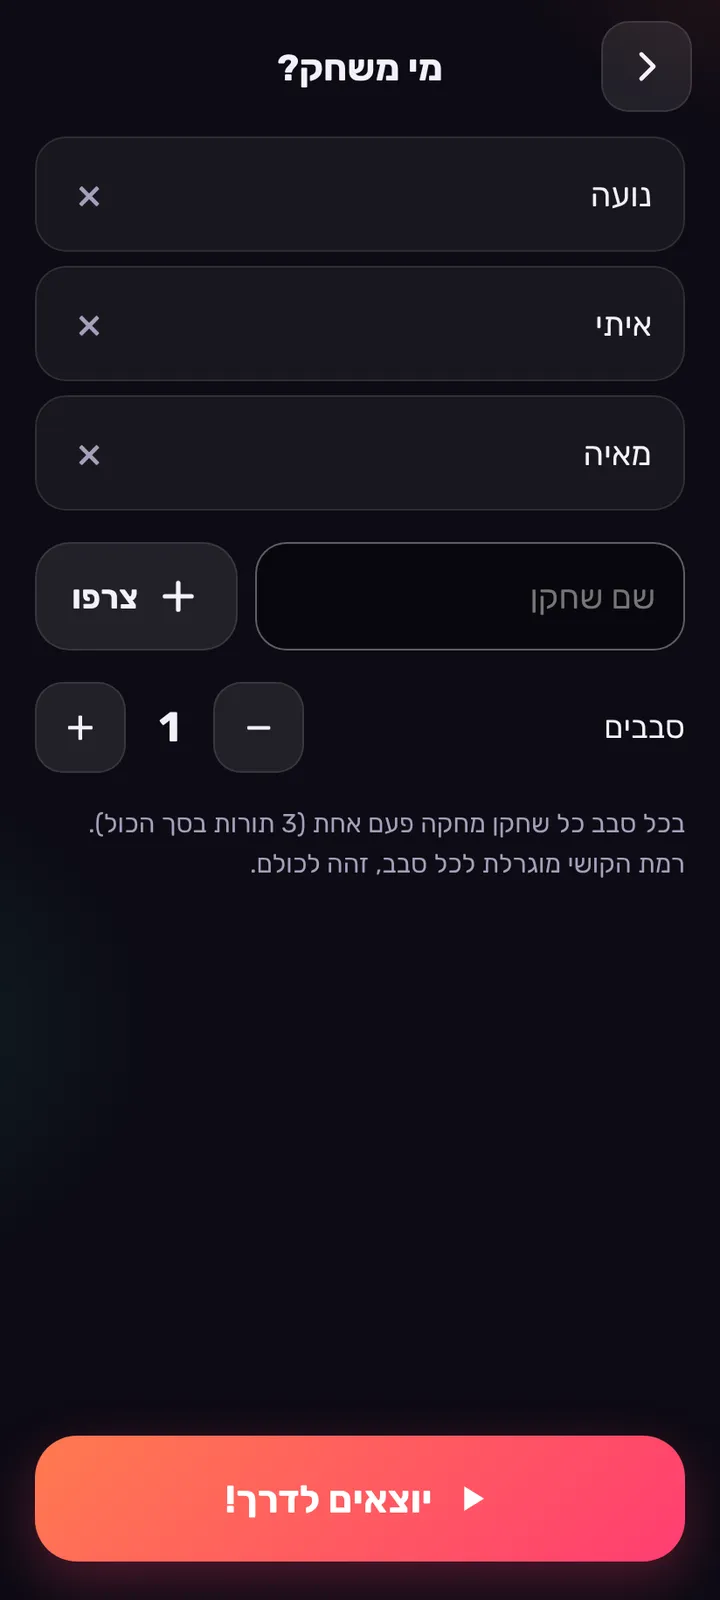 מי משחק?
נועה
איתי
מאיה
שם שחקן
צרפו
סבבים
1
בכל סבב כל שחקן מחקה פעם אחת (3 תורות בסך הכול).
רמת הקושי מוגרלת לכל סבב, זהה לכולם.
יוצאים לדרך!